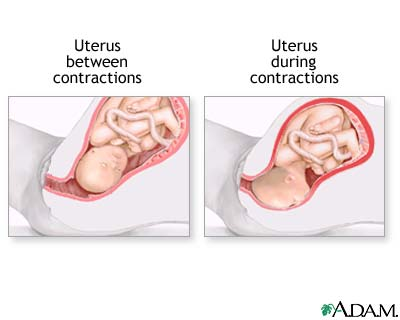 Uterus
between
contractions
Uterus
during
contractions
A.D.A.M.